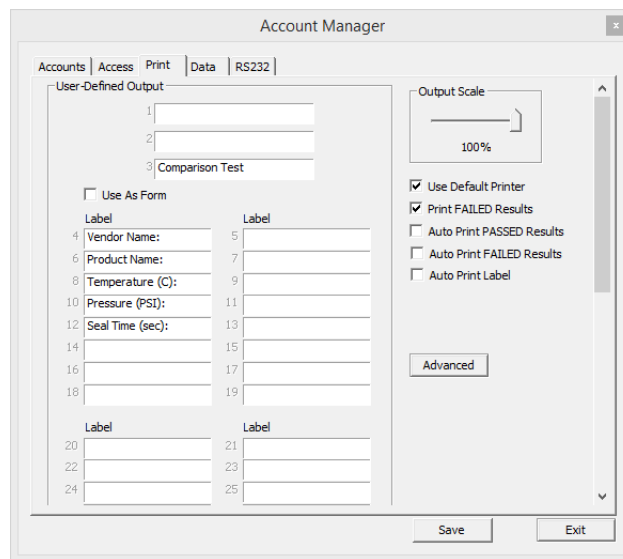 Account Manager
x
Accounts Access Print Data RS232
User-Defined Output
1
2
3 Comparison Test
Use As Form
Label Label
4 Vendor Name: 5
6 Product Name: 7
8 Temperature (C): 9
10 Pressure (PSI): 11
12 Seal Time (sec): 13
14 15
16 17
18 19
Label Label
20 21
22 23
24 25
Output Scale
100%
Use Default Printer
Print FAILED Results
Auto Print PASSED Results
Auto Print FAILED Results
Auto Print Label
Advanced
Save Exit